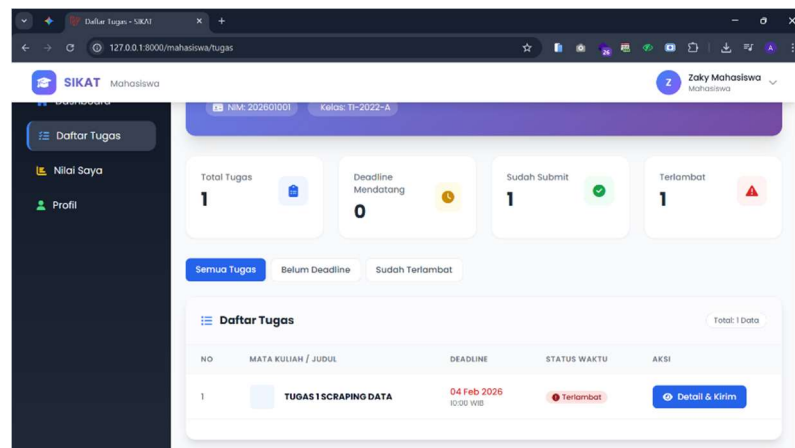 Daftar Tugas - SIKAT
127.0.0.1:8000/mahasiswa/tugas
26
A
SIKAT Mahasiswa
Z
Zaky Mahasiswa
Mahasiswa
Dashboard
NIM: 202601001
Kelas: TI-2022-A
Daftar Tugas
Nilai Saya
Profil
Total Tugas
1
Deadline
Mendatang
0
Sudah Submit
1
Terlambat
1
Semua Tugas
Belum Deadline
Sudah Terlambat
Daftar Tugas
Total: 1 Data
NO MATA KULIAH / JUDUL DEADLINE STATUS WAKTU AKSI
1 TUGAS 1 SCRAPING DATA 04 Feb 2026 Terlambat Detail & Kirim
10:00 WIB